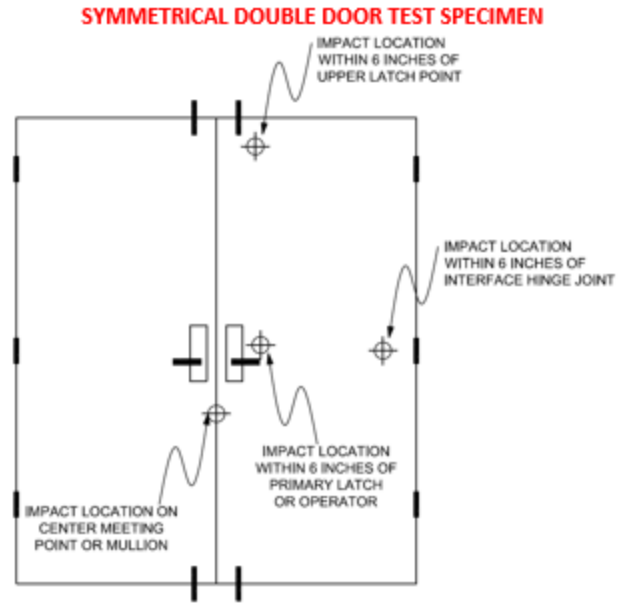 SYMMETRICAL DOUBLE DOOR TEST SPECIMEN
IMPACT LOCATION
WITHIN 6 INCHES OF
UPPER LATCH POINT
IMPACT LOCATION
WITHIN 6 INCHES OF
INTERFACE HINGE JOINT
IMPACT LOCATION
WITHIN 6 INCHES OF
PRIMARY LATCH
OR OPERATOR
IMPACT LOCATION ON
CENTER MEETING
POINT OR MULLION